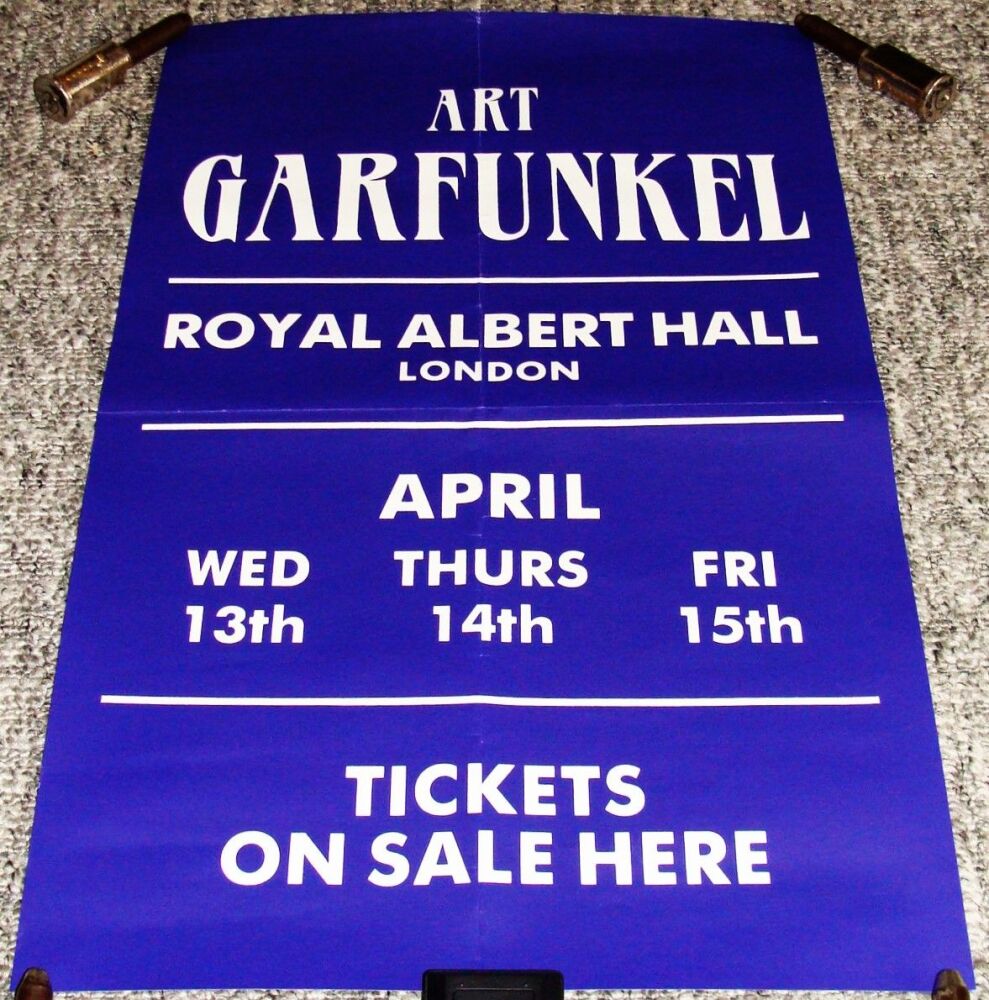 ART
GARFUNKEL
ROYAL ALBERT HALL
LONDON
APRIL
WED THURS FRI
13th 14th 15th
TICKETS
ON SALE HERE